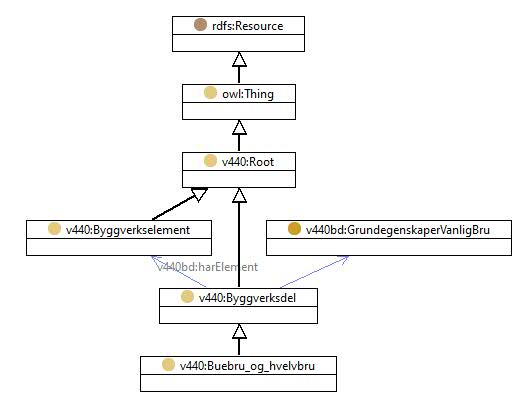 rdfs:Resource
owl:Thing
v440:Root
v440:Byggverkselement
v440bd:GrundegenskaperVanligBru
v440bd:harElement
v440:Byggverksdel
v440:Buebru_og_hvelvbru